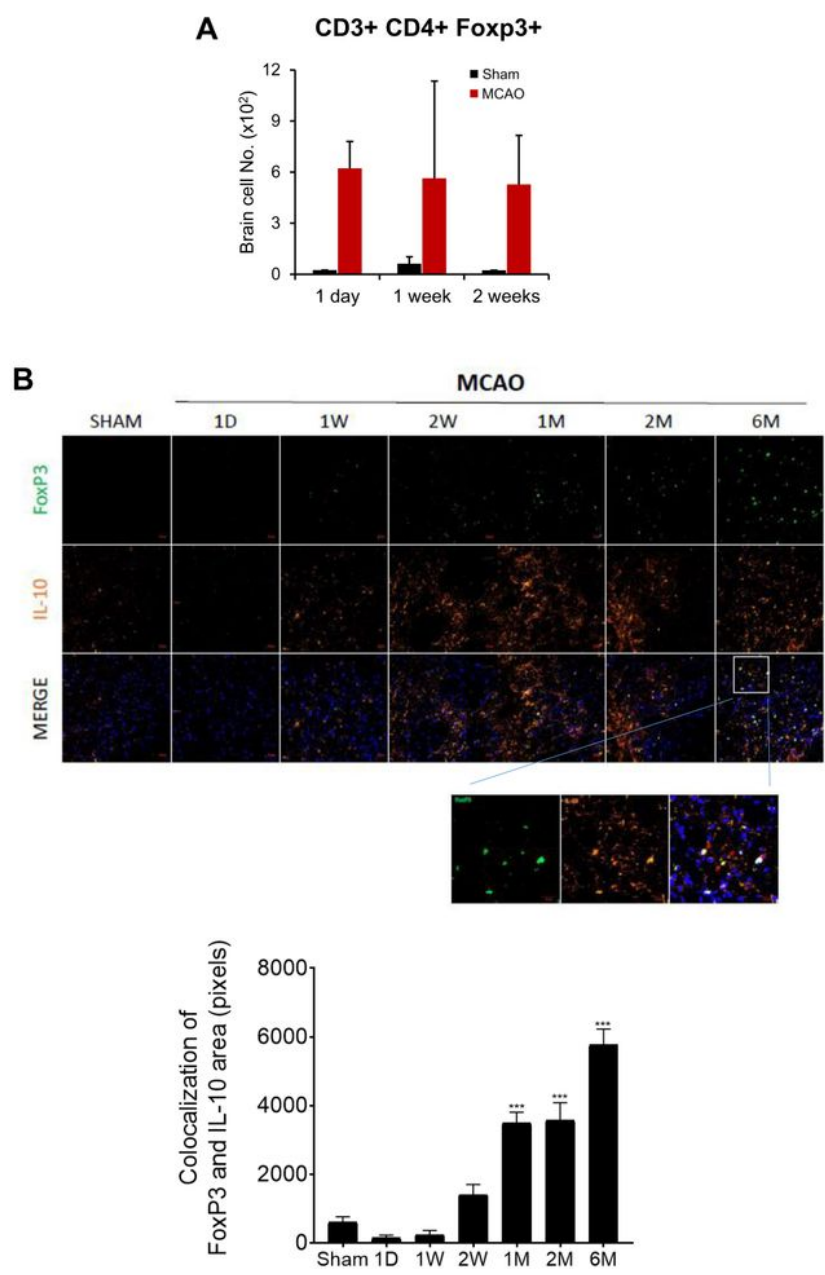 A
CD3+ CD4+ Foxp3+
12
9
6
3
0
Brain cell No. (x10²)
Sham
MCAO
1 day 1 week 2 weeks
B
MCAO
SHAM 1D 1W 2W 1M 2M 6M
FoxP3
IL-10
MERGE
FoxP3
8000
6000
4000
2000
0
Colocalization of
FoxP3 and IL-10 area (pixels)
*** *** ***
Sham 1D 1W 2W 1M 2M 6M